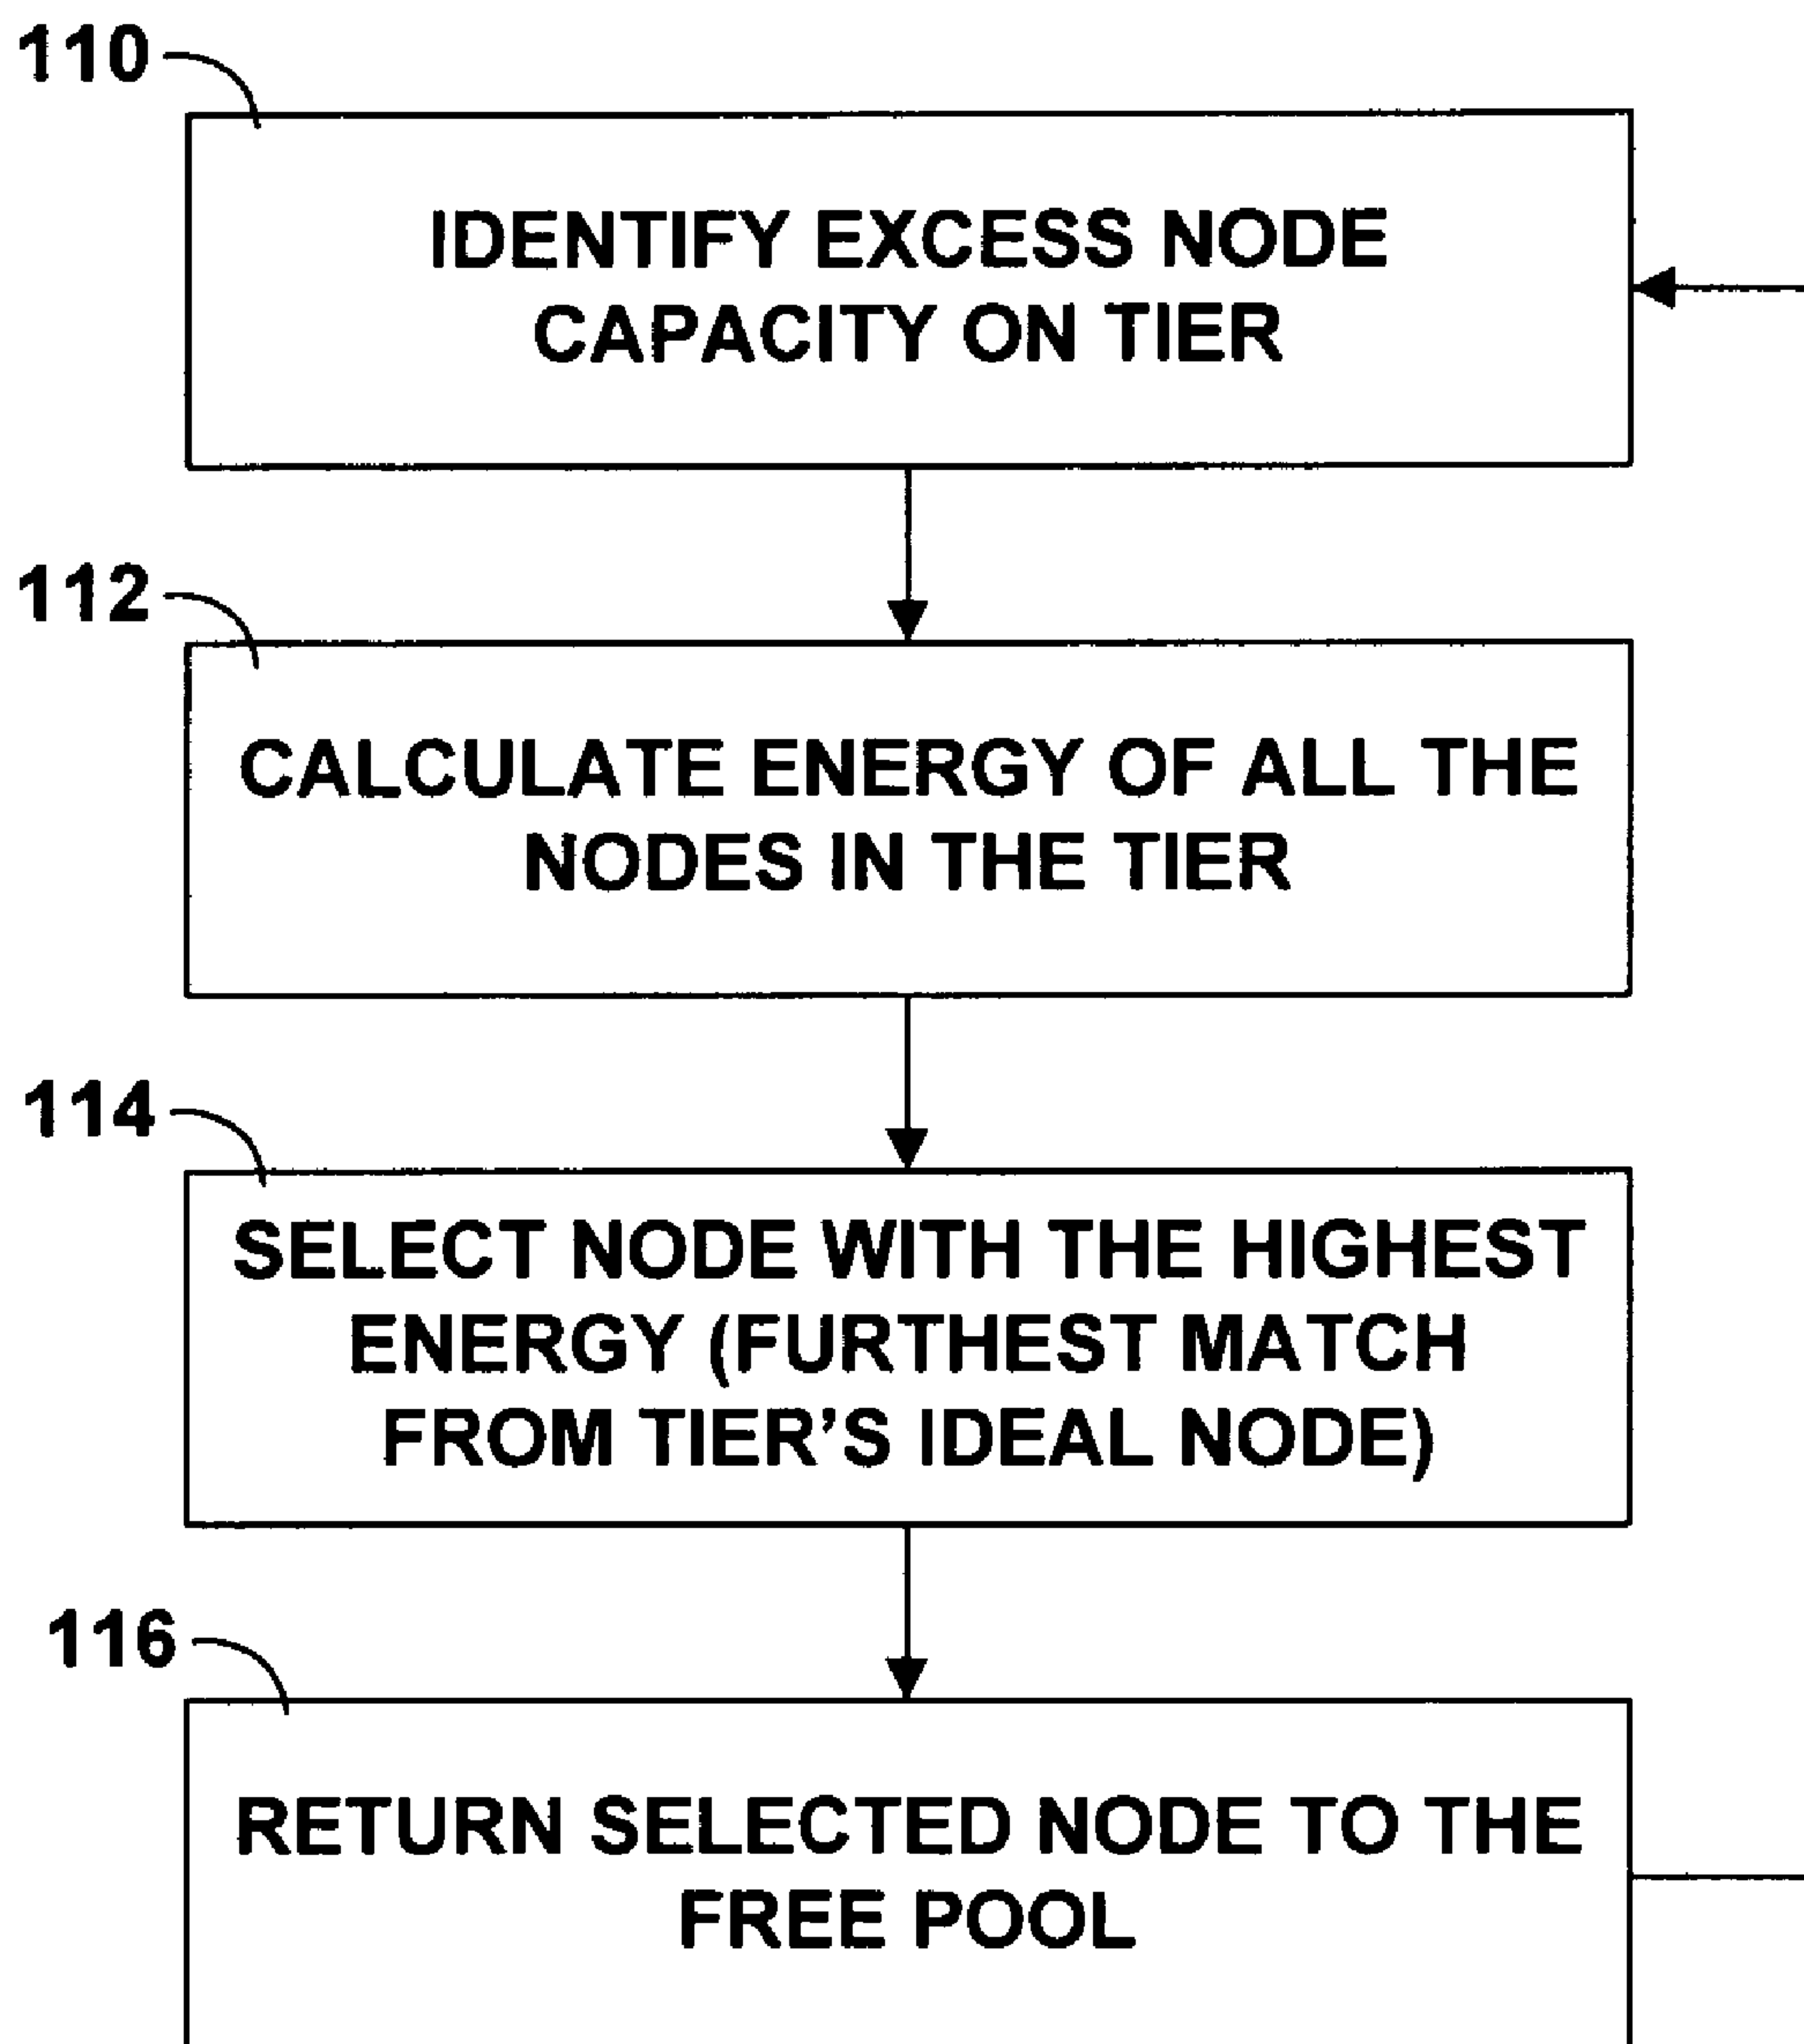 110
IDENTIFY EXCESS NODE
CAPACITY ON TIER
112
CALCULATE ENERGY OF ALL THE
NODES IN THE TIER
114
SELECT NODE WITH THE HIGHEST
ENERGY (FURTHEST MATCH
FROM TIER'S IDEAL NODE)
116
RETURN SELECTED NODE TO THE
FREE POOL